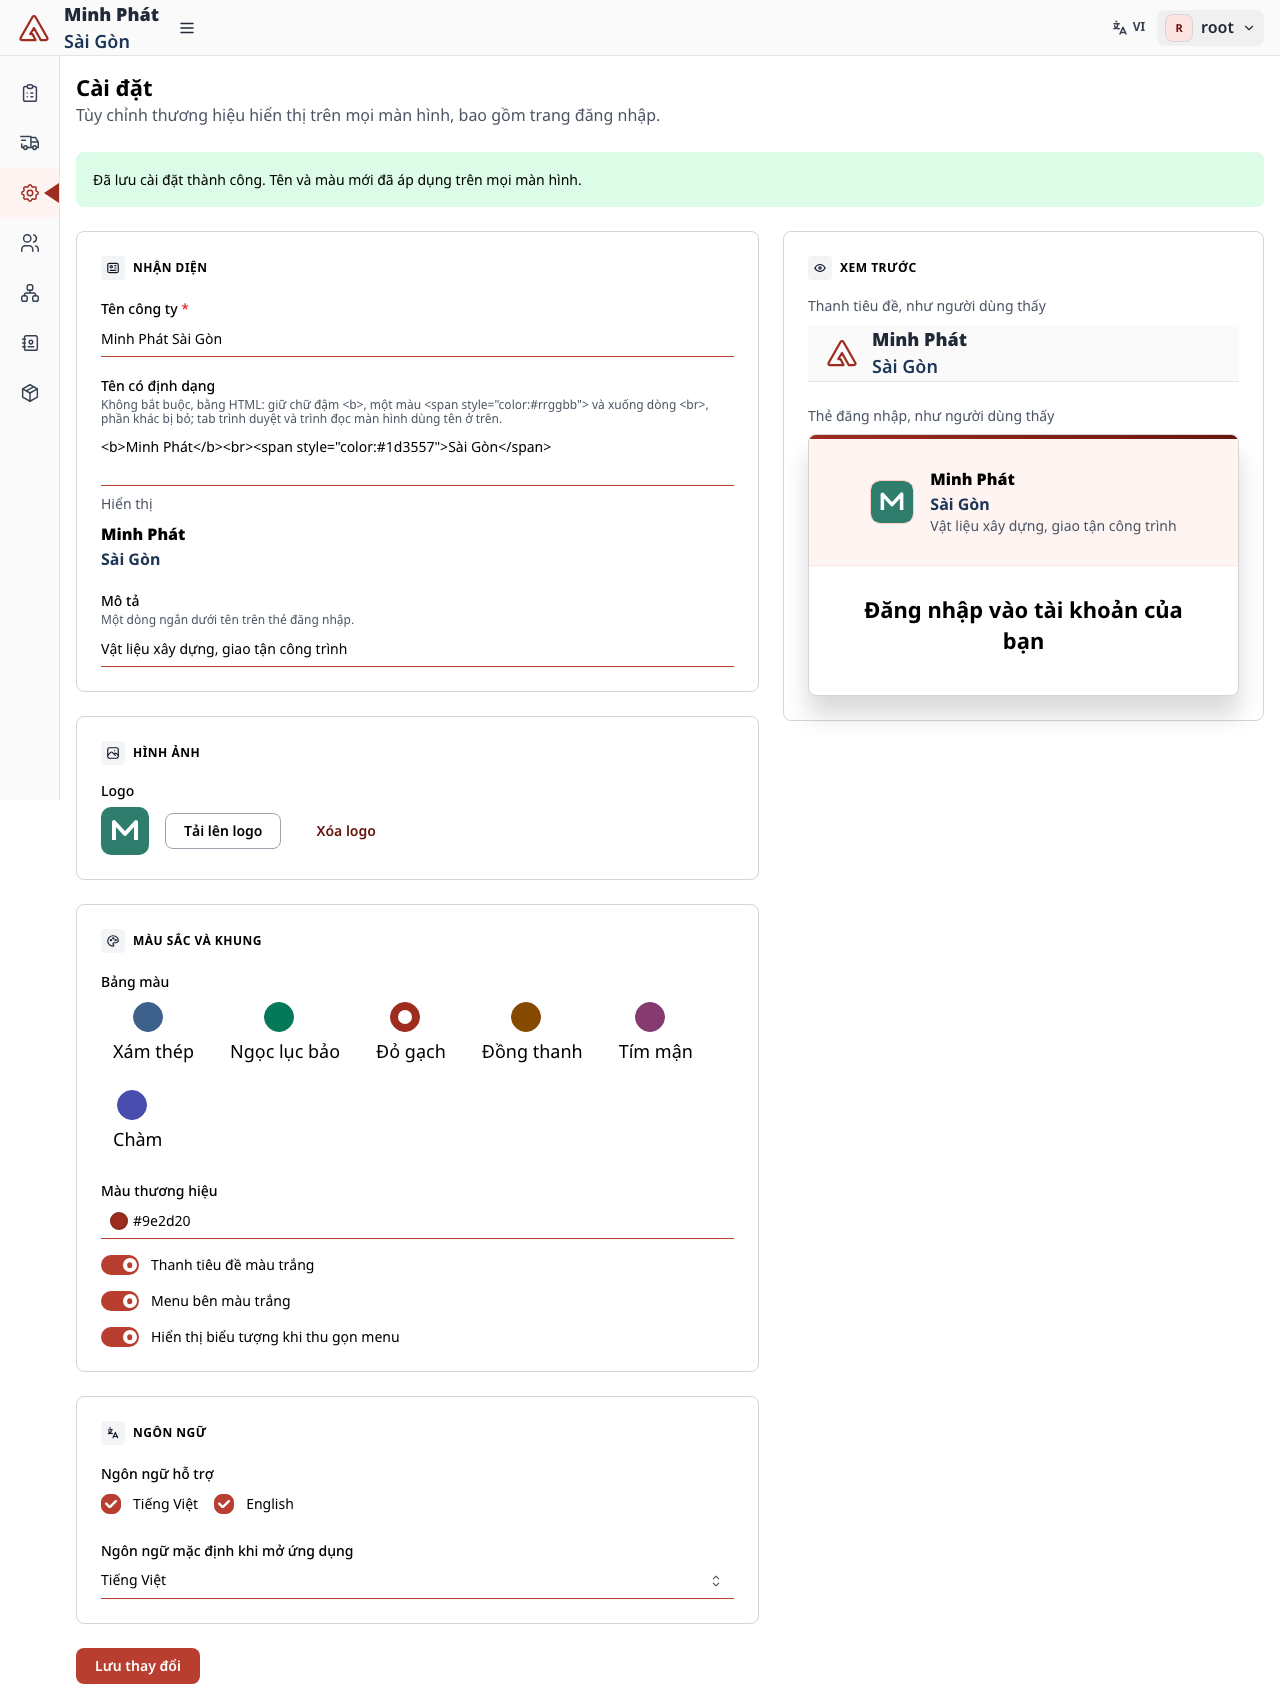 Minh Phát
Sài Gòn
VI
R
root
Cài đặt
Tùy chỉnh thương hiệu hiển thị trên mọi màn hình, bao gồm trang đăng nhập.
Đã lưu cài đặt thành công. Tên và màu mới đã áp dụng trên mọi màn hình.
NHẬN DIỆN
Tên công ty *
Minh Phát Sài Gòn
Tên có định dạng
Không bắt buộc, bằng HTML: giữ chữ đậm <b>, một màu <span style="color:#rrggbb"> và xuống dòng <br>,
phần khác bị bỏ; tab trình duyệt và trình đọc màn hình dùng tên ở trên.
<b>Minh Phát</b><br><span style="color:#1d3557">Sài Gòn</span>
Hiển thị
Minh Phát
Sài Gòn
Mô tả
Một dòng ngắn dưới tên trên thẻ đăng nhập.
Vật liệu xây dựng, giao tận công trình
HÌNH ẢNH
Logo
M
Tải lên logo
Xóa logo
MÀU SẮC VÀ KHUNG
Bảng màu
Xám thép
Ngọc lục bảo
Đỏ gạch
Đồng thanh
Tím mận
Chàm
Màu thương hiệu
#9e2d20
Thanh tiêu đề màu trắng
Menu bên màu trắng
Hiển thị biểu tượng khi thu gọn menu
NGÔN NGỮ
Ngôn ngữ hỗ trợ
Tiếng Việt
English
Ngôn ngữ mặc định khi mở ứng dụng
Tiếng Việt
Lưu thay đổi
XEM TRƯỚC
Thanh tiêu đề, như người dùng thấy
Minh Phát
Sài Gòn
Thẻ đăng nhập, như người dùng thấy
M
Minh Phát
Sài Gòn
Vật liệu xây dựng, giao tận công trình
Đăng nhập vào tài khoản của
bạn